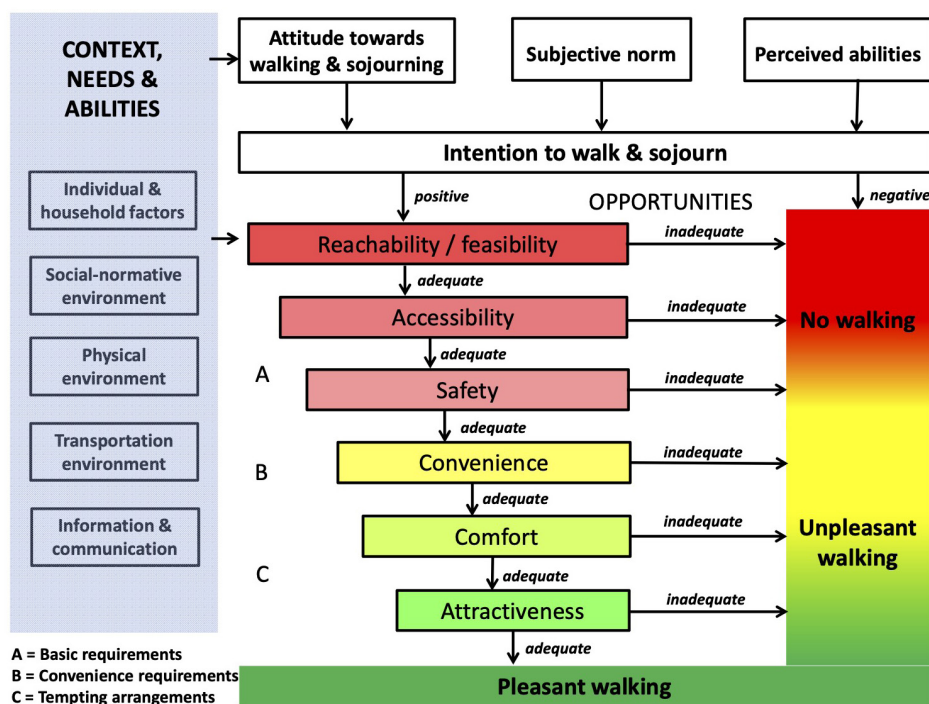 CONTEXT,
NEEDS &
ABILITIES
Individual &
household factors
Social-normative
environment
Physical
environment
Transportation
environment
Information &
communication
Attitude towards
walking & sojourning
Subjective norm
Perceived abilities
Intention to walk & sojourn
positive
OPPORTUNITIES
negative
Reachability / feasibility
inadequate
adequate
Accessibility
inadequate
No walking
adequate
A
Safety
inadequate
adequate
B
Convenience
inadequate
adequate
Comfort
inadequate
Unpleasant
walking
C
adequate
Attractiveness
inadequate
adequate
Pleasant walking
A = Basic requirements
B = Convenience requirements
C = Tempting arrangements